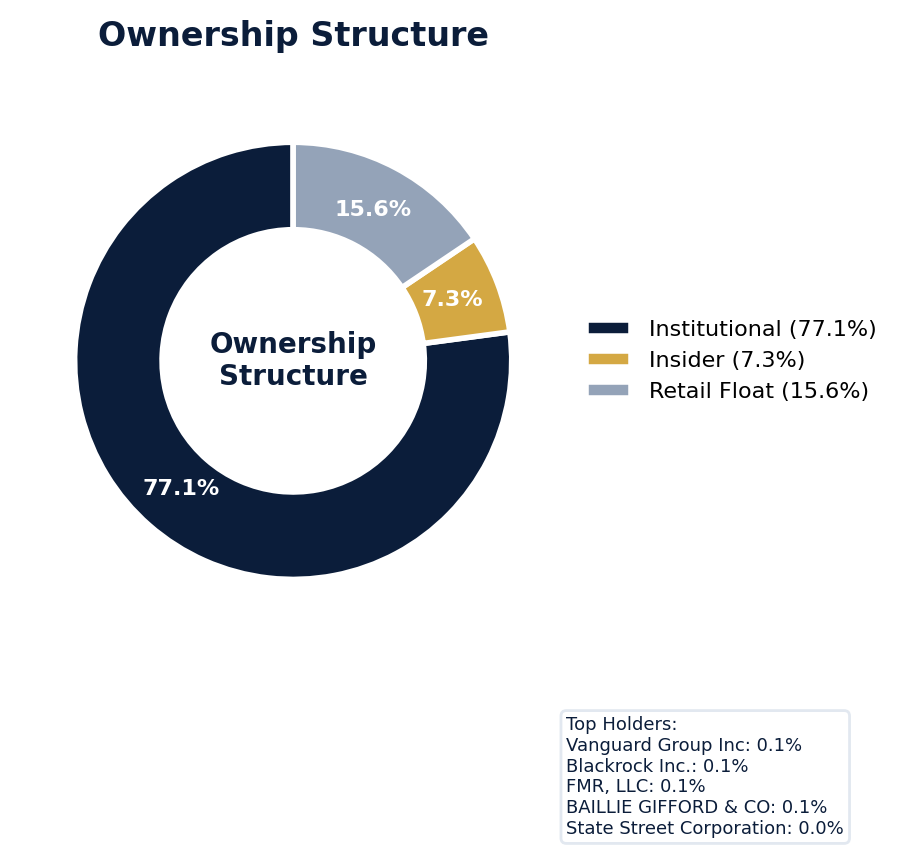 Ownership Structure
15.6%
7.3%
Ownership
Structure
77.1%
Institutional (77.1%)
Insider (7.3%)
Retail Float (15.6%)
Top Holders:
Vanguard Group Inc: 0.1%
Blackrock Inc.: 0.1%
FMR, LLC: 0.1%
BAILLIE GIFFORD & CO: 0.1%
State Street Corporation: 0.0%